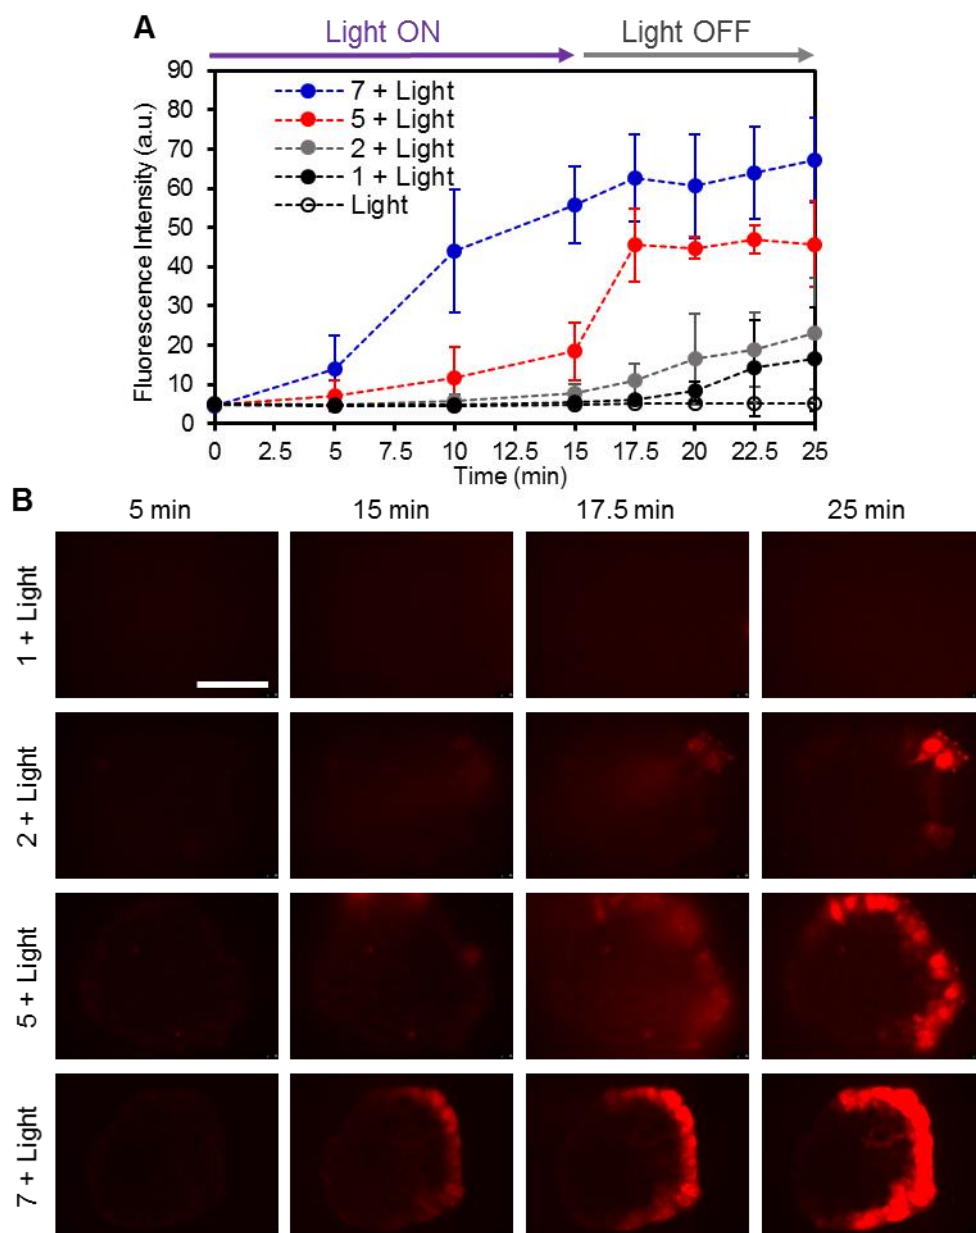 A
Light ON
Light OFF
Fluorescence Intensity (a.u.)
90
80
70
60
50
40
30
20
10
0
7 + Light
5 + Light
2 + Light
1 + Light
Light
0 2.5 5 7.5 10 12.5 15 17.5 20 22.5 25
Time (min)
B
5 min 15 min 17.5 min 25 min
1 + Light
2 + Light
5 + Light
7 + Light